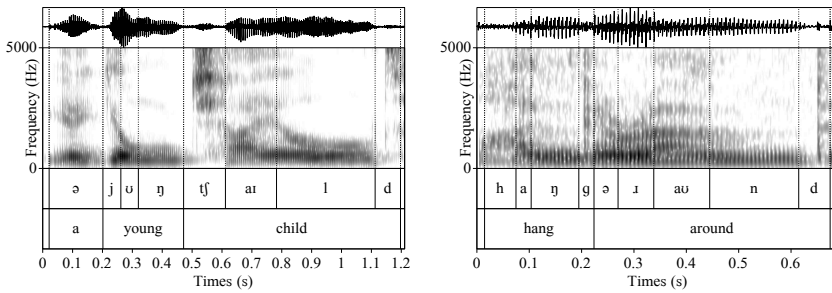 5000
Frequency (Hz)
0
ə j ʊ ŋ tʃ aɪ l d
a young child
0 0.1 0.2 0.3 0.4 0.5 0.6 0.7 0.8 0.9 1 1.1 1.2
Times (s)
5000
Frequency (Hz)
0
h a ŋ ɡ ə ɹ aʊ n d
hang around
0 0.1 0.2 0.3 0.4 0.5 0.6
Times (s)